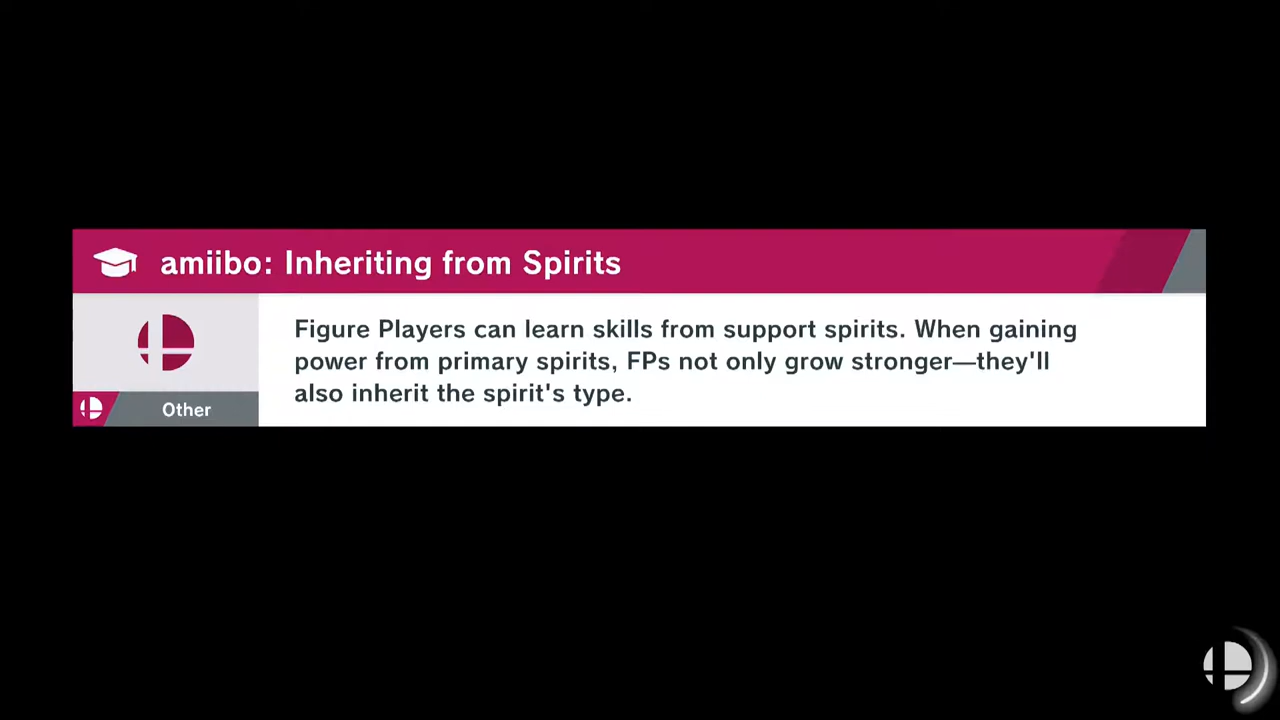 amiibo: Inheriting from Spirits
Figure Players can learn skills from support spirits. When gaining
power from primary spirits, FPs not only grow stronger—they'll
also inherit the spirit's type.
Other